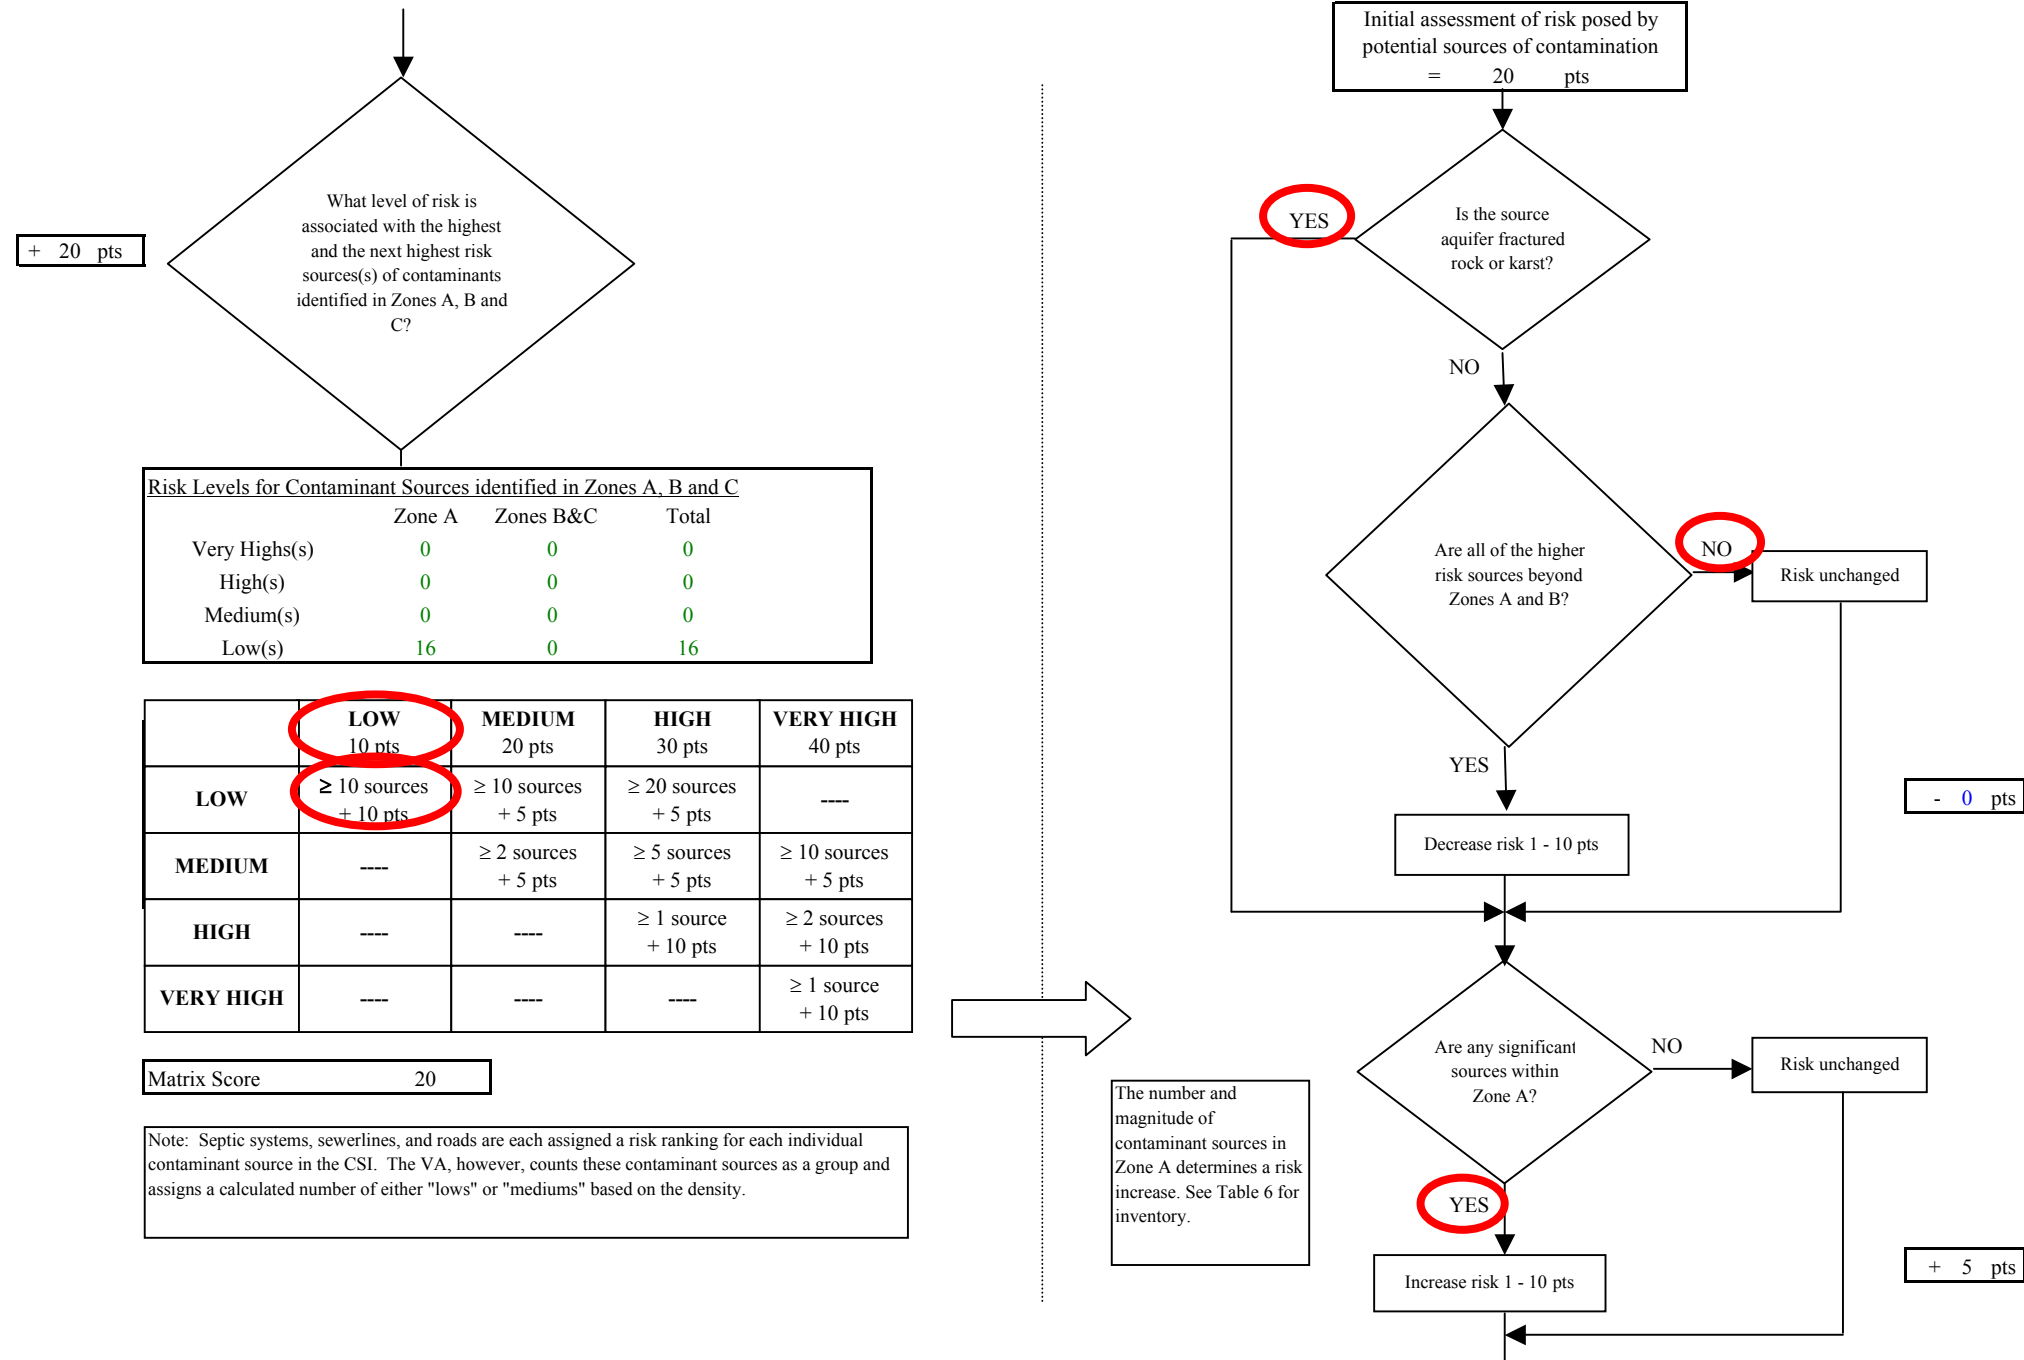 What level of risk is
associated with the highest
and the next highest risk
sources(s) of contaminants
identified in Zones A, B and
C?
+ 20 pts
Risk Levels for Contaminant Sources identified in Zones A, B and C
Zone A Zones B&C Total
Very Highs(s) 0 0 0
High(s) 0 0 0
Medium(s) 0 0 0
Low(s) 16 0 16
LOW MEDIUM HIGH VERY HIGH
10 pts 20 pts 30 pts 40 pts
LOW ≥ 10 sources ≥ 10 sources ≥ 20 sources ----
+ 10 pts + 5 pts + 5 pts
MEDIUM ---- ≥ 2 sources ≥ 5 sources ≥ 10 sources
+ 5 pts + 5 pts + 5 pts
HIGH ---- ---- ≥ 1 source ≥ 2 sources
+ 10 pts + 10 pts
VERY HIGH ---- ---- ---- ≥ 1 source
+ 10 pts
Matrix Score 20
Note: Septic systems, sewerlines, and roads are each assigned a risk ranking for each individual
contaminant source in the CSI. The VA, however, counts these contaminant sources as a group and
assigns a calculated number of either "lows" or "mediums" based on the density.
Initial assessment of risk posed by
potential sources of contamination
= 20 pts
Is the source
aquifer fractured
rock or karst?
YES
NO
Are all of the higher
risk sources beyond
Zones A and B?
NO
Risk unchanged
YES
Decrease risk 1 - 10 pts
- 0 pts
Are any significant
sources within
Zone A?
NO
Risk unchanged
The number and
magnitude of
contaminant sources in
Zone A determines a risk
increase. See Table 6 for
inventory.
YES
Increase risk 1 - 10 pts
+ 5 pts